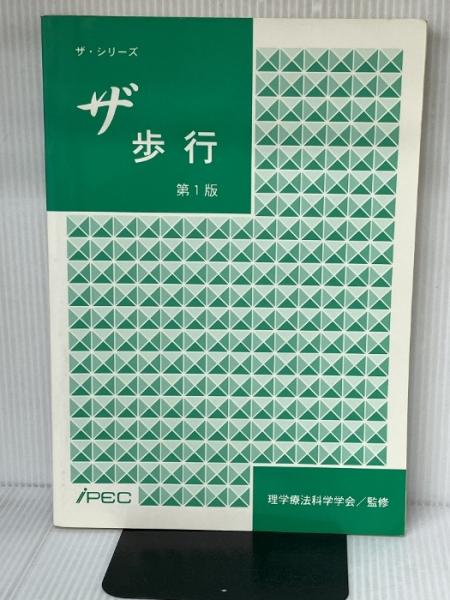 ザ・シリーズ
ザ
歩行
第1版
iPEC
理学療法科学学会/監修